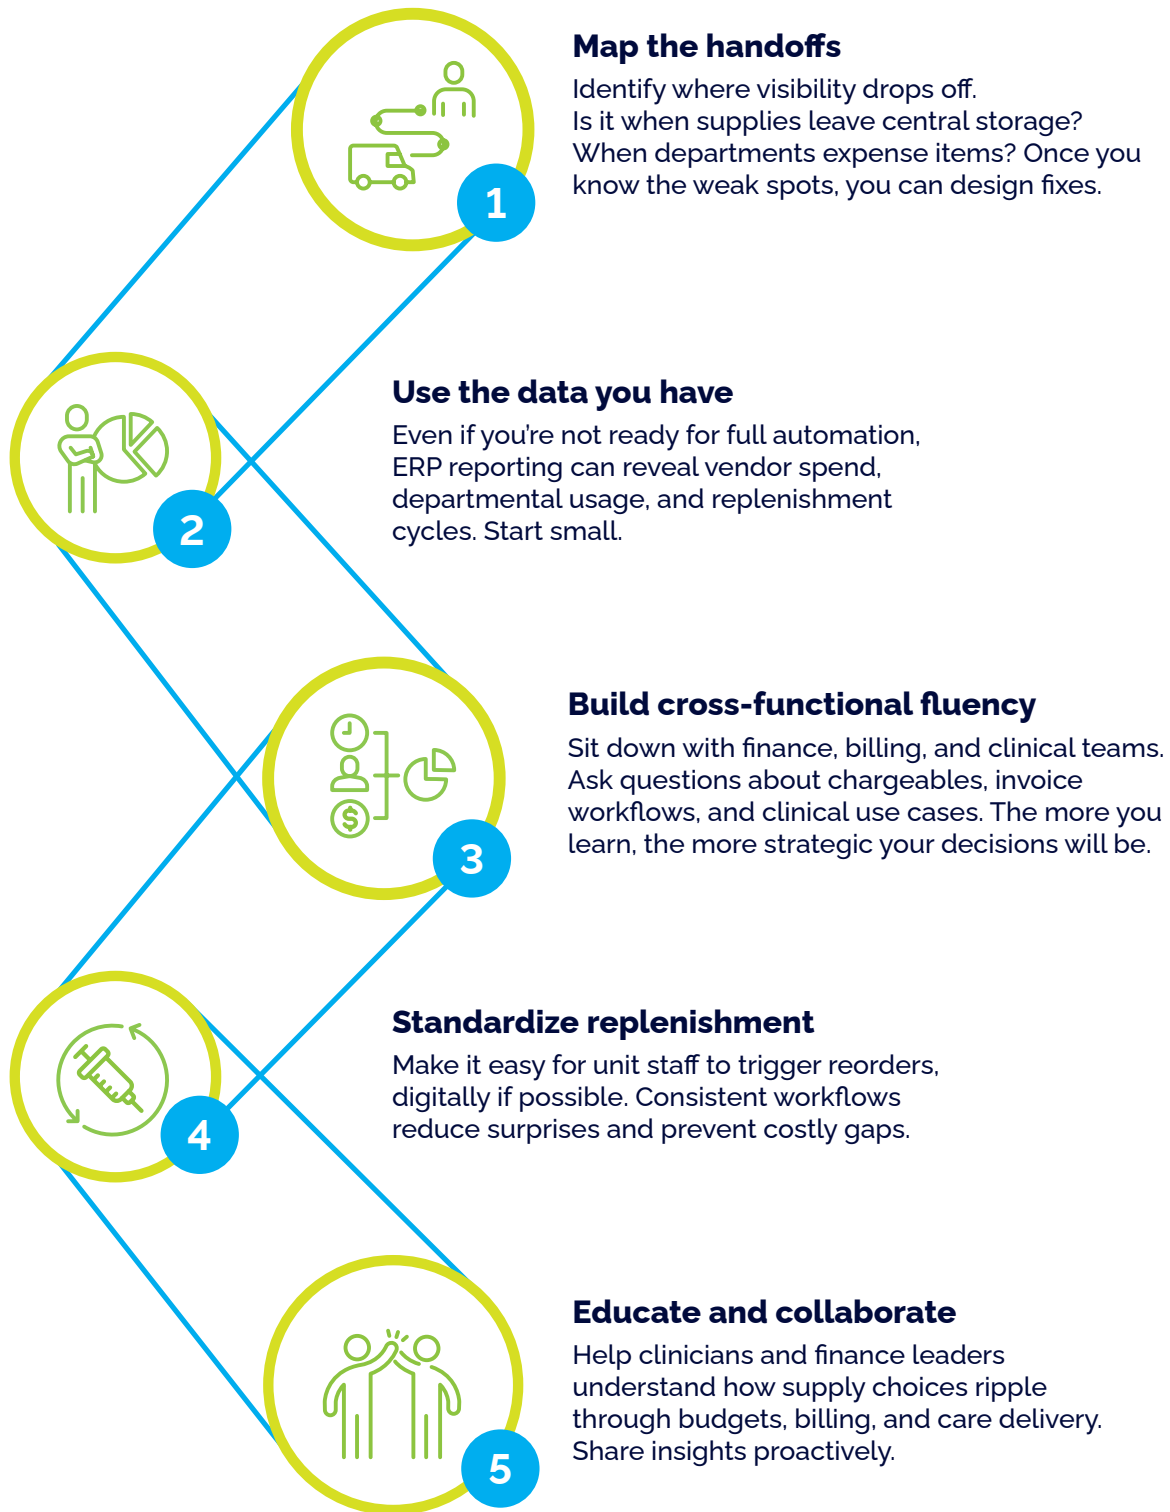 Map the handoffs
Identify where visibility drops off.
Is it when supplies leave central storage?
When departments expense items? Once you
know the weak spots, you can design fixes.
1
Use the data you have
Even if you’re not ready for full automation,
ERP reporting can reveal vendor spend,
departmental usage, and replenishment
cycles. Start small.
2
Build cross-functional fluency
Sit down with finance, billing, and clinical teams.
Ask questions about chargeables, invoice
workflows, and clinical use cases. The more you
learn, the more strategic your decisions will be.
3
$
Standardize replenishment
Make it easy for unit staff to trigger reorders,
digitally if possible. Consistent workflows
reduce surprises and prevent costly gaps.
4
Educate and collaborate
Help clinicians and finance leaders
understand how supply choices ripple
through budgets, billing, and care delivery.
Share insights proactively.
5